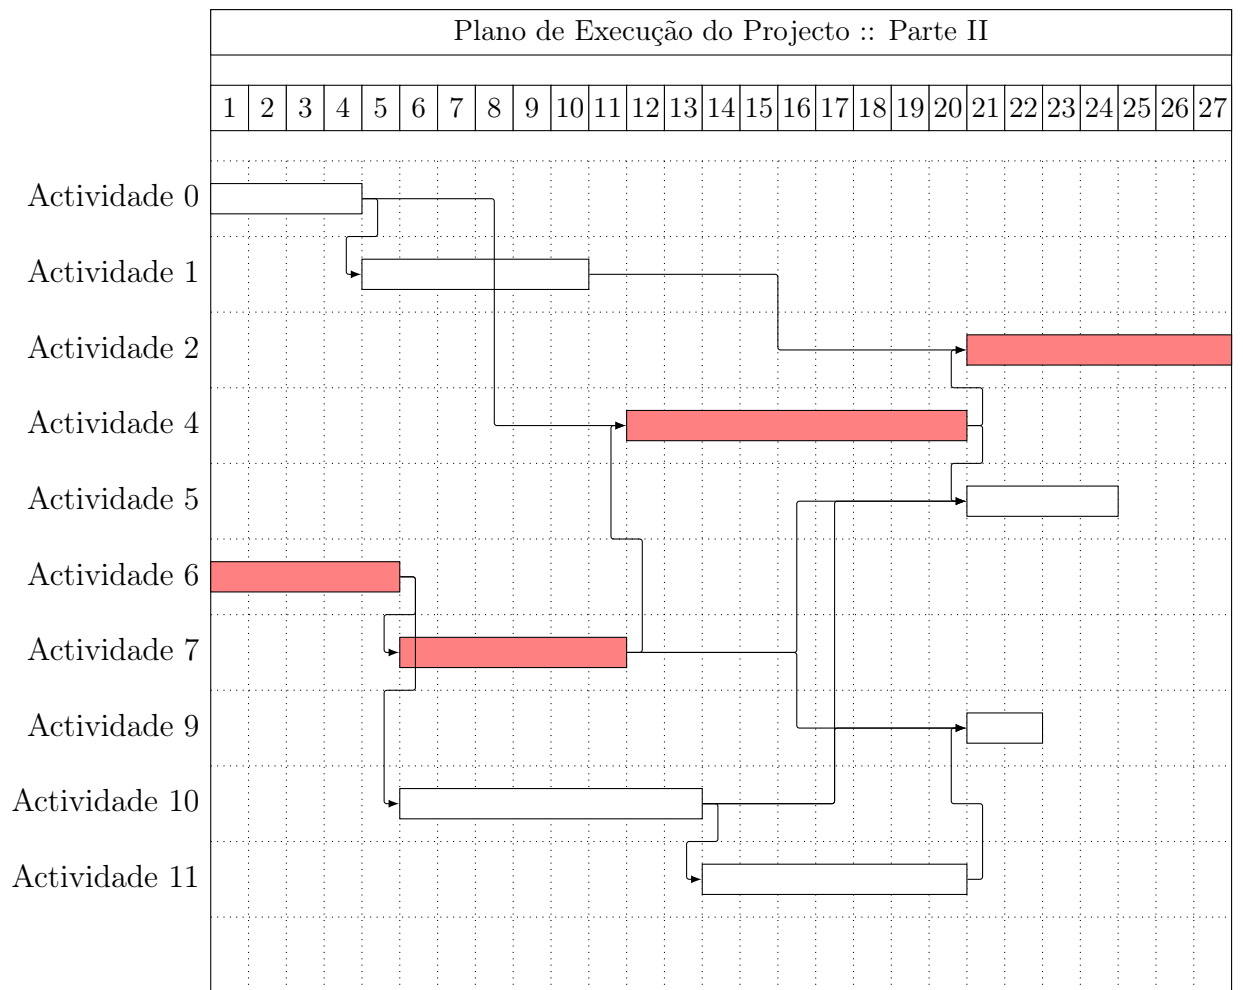 Plano de Execução do Projecto :: Parte II
1 2 3 4 5 6 7 8 9 10 11 12 13 14 15 16 17 18 19 20 21 22 23 24 25 26 27
Actividade 0
Actividade 1
Actividade 2
Actividade 4
Actividade 5
Actividade 6
Actividade 7
Actividade 9
Actividade 10
Actividade 11